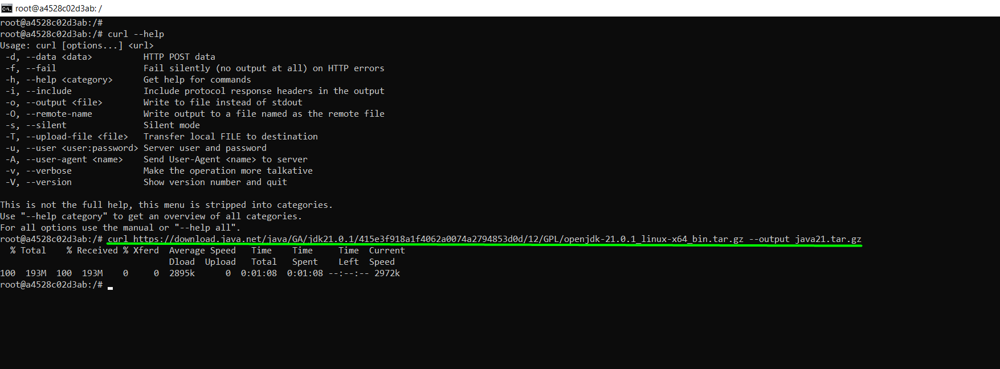 root@a4528c02d3ab: /
root@a4528c02d3ab:/#
root@a4528c02d3ab:/# curl --help
Usage: curl [options...] <url>
 -d, --data <data>          HTTP POST data
 -f, --fail                 Fail silently (no output at all) on HTTP errors
 -h, --help <category>      Get help for commands
 -i, --include              Include protocol response headers in the output
 -o, --output <file>        Write to file instead of stdout
 -O, --remote-name          Write output to a file named as the remote file
 -s, --silent               Silent mode
 -T, --upload-file <file>   Transfer local FILE to destination
 -u, --user <user:password> Server user and password
 -A, --user-agent <name>    Send User-Agent <name> to server
 -v, --verbose              Make the operation more talkative
 -V, --version              Show version number and quit

This is not the full help, this menu is stripped into categories.
Use "--help category" to get an overview of all categories.
For all options use the manual or "--help all".
root@a4528c02d3ab:/# curl https://download.java.net/java/GA/jdk21.0.1/415e3f918a1f4062a0074a2794853d0d/12/GPL/openjdk-21.0.1_linux-x64_bin.tar.gz --output java21.tar.gz
  % Total    % Received % Xferd  Average Speed   Time    Time     Time  Current
                                 Dload  Upload   Total   Spent    Left  Speed
100  193M  100  193M    0     0  2895k      0  0:01:08  0:01:08 --:--:-- 2972k
root@a4528c02d3ab:/#